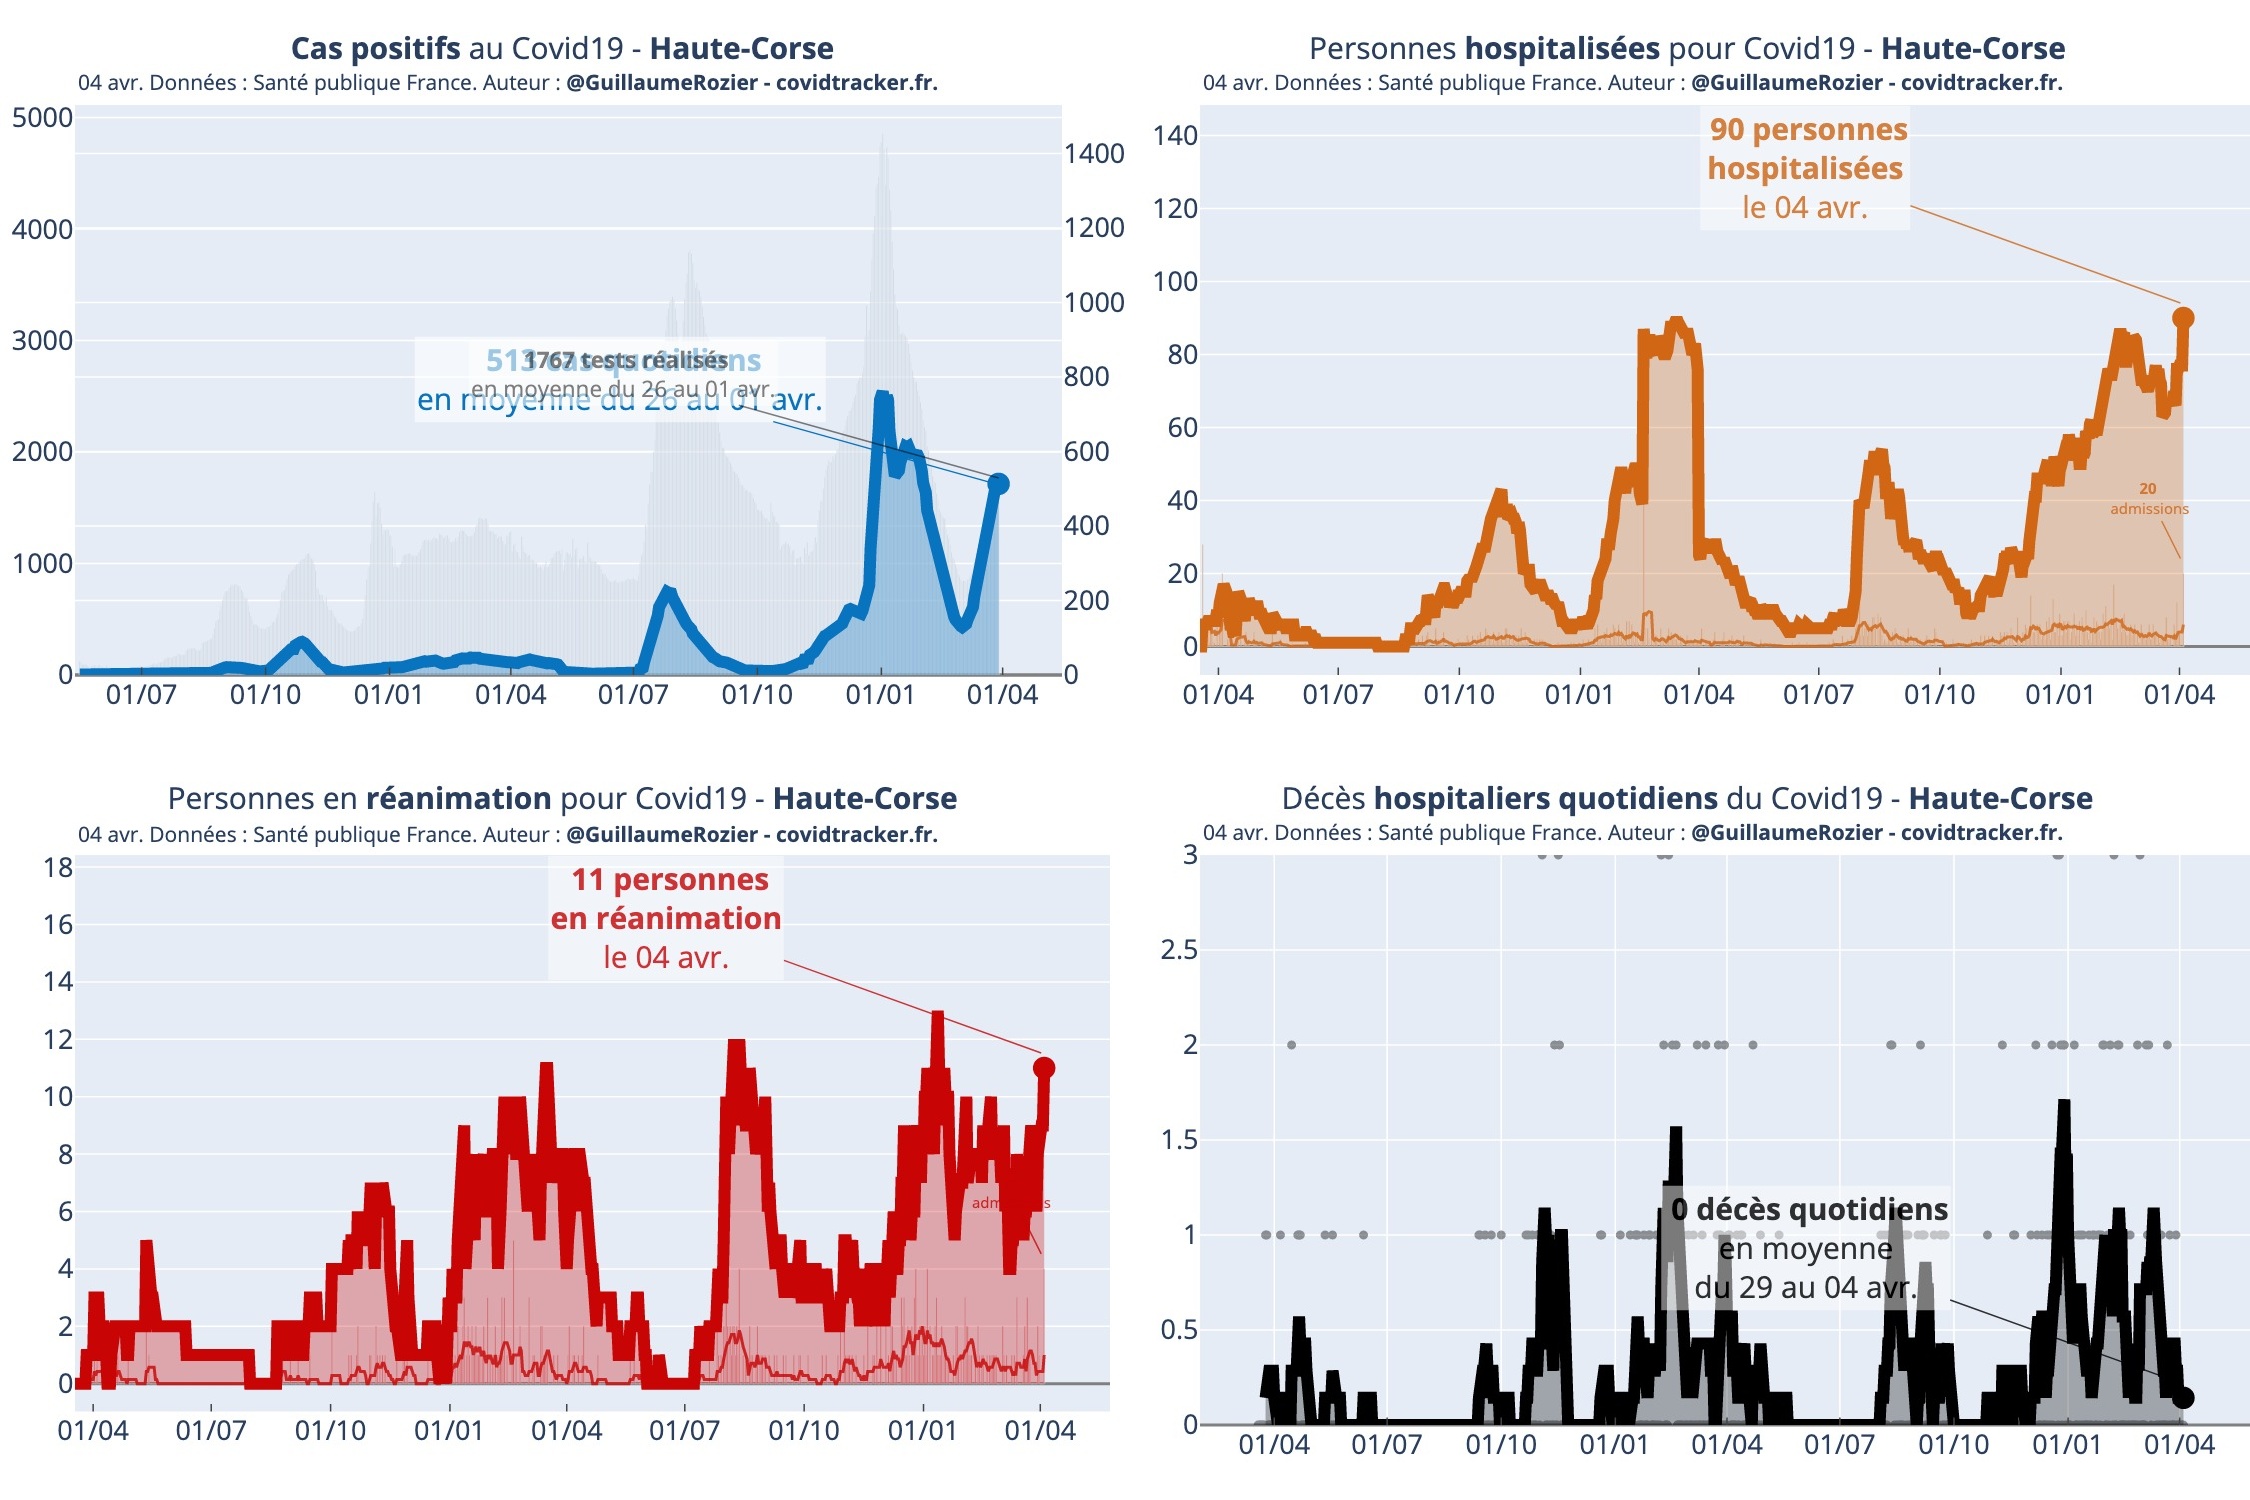 Cas positifs au Covid19 - Haute-Corse
04 avr. Données : Santé publique France. Auteur : @GuillaumeRozier - covidtracker.fr.
5000
4000
3000
2000
1000
0
1400
1200
1000
800
600
400
200
0
513 cas quotidiens
en moyenne du 26 au 01 avr.
1767 tests réalisés
en moyenne du 26 au 01 avr.
01/07 01/10 01/01 01/04 01/07 01/10 01/01 01/04
Personnes hospitalisées pour Covid19 - Haute-Corse
04 avr. Données : Santé publique France. Auteur : @GuillaumeRozier - covidtracker.fr.
140
120
100
80
60
40
20
0
90 personnes
hospitalisées
le 04 avr.
20
admissions
01/04 01/07 01/10 01/01 01/04 01/07 01/10 01/01 01/04
Personnes en réanimation pour Covid19 - Haute-Corse
04 avr. Données : Santé publique France. Auteur : @GuillaumeRozier - covidtracker.fr.
18
16
14
12
10
8
6
4
2
0
11 personnes
en réanimation
le 04 avr.
01/04 01/07 01/10 01/01 01/04 01/07 01/10 01/01 01/04
Décès hospitaliers quotidiens du Covid19 - Haute-Corse
04 avr. Données : Santé publique France. Auteur : @GuillaumeRozier - covidtracker.fr.
3
2.5
2
1.5
1
0.5
0
0 décès quotidiens
en moyenne
du 29 au 04 avr.
01/04 01/07 01/10 01/01 01/04 01/07 01/10 01/01 01/04